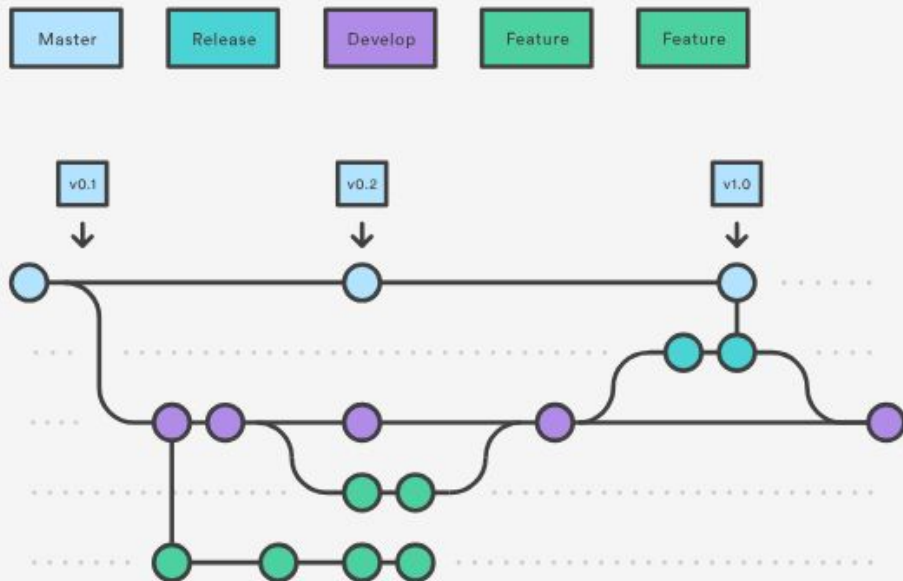 Master
Release
Develop
Feature
Feature
v0.1
v0.2
v1.0